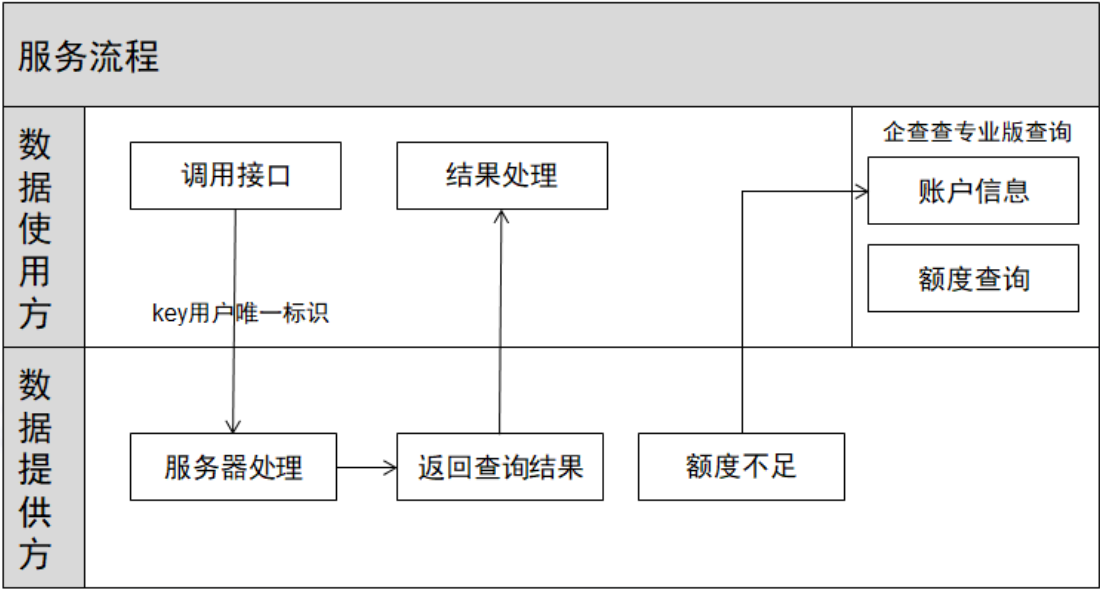 服务流程
数据使用方
调用接口
结果处理
企查查专业版查询
账户信息
额度查询
key用户唯一标识
数据提供方
服务器处理
返回查询结果
额度不足